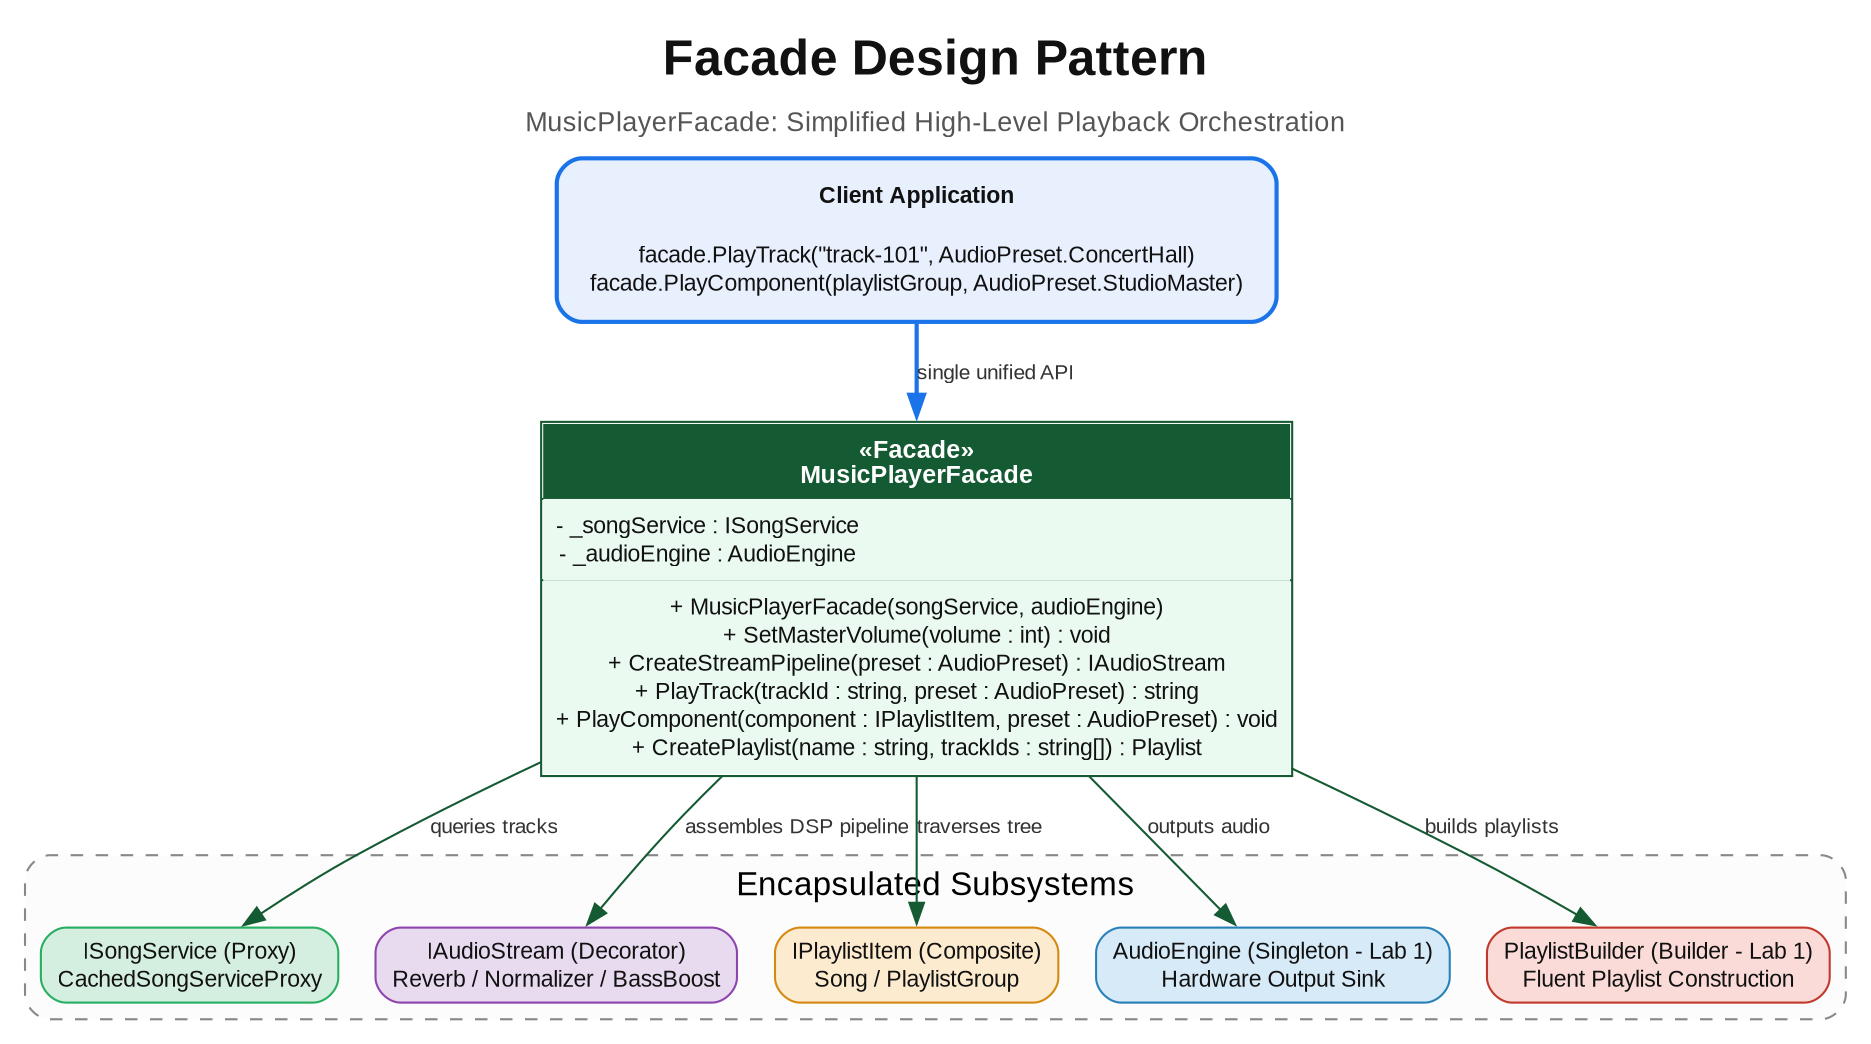 Facade Design Pattern
MusicPlayerFacade: Simplified High-Level Playback Orchestration
Client Application
facade.PlayTrack("track-101", AudioPreset.ConcertHall)
facade.PlayComponent(playlistGroup, AudioPreset.StudioMaster)
single unified API
«Facade»
MusicPlayerFacade
- _songService : ISongService
- _audioEngine : AudioEngine
+ MusicPlayerFacade(songService, audioEngine)
+ SetMasterVolume(volume : int) : void
+ CreateStreamPipeline(preset : AudioPreset) : IAudioStream
+ PlayTrack(trackId : string, preset : AudioPreset) : string
+ PlayComponent(component : IPlaylistItem, preset : AudioPreset) : void
+ CreatePlaylist(name : string, trackIds : string[]) : Playlist
queries tracks
assembles DSP pipeline
traverses tree
outputs audio
builds playlists
Encapsulated Subsystems
ISongService (Proxy)
CachedSongServiceProxy
IAudioStream (Decorator)
Reverb / Normalizer / BassBoost
IPlaylistItem (Composite)
Song / PlaylistGroup
AudioEngine (Singleton - Lab 1)
Hardware Output Sink
PlaylistBuilder (Builder - Lab 1)
Fluent Playlist Construction